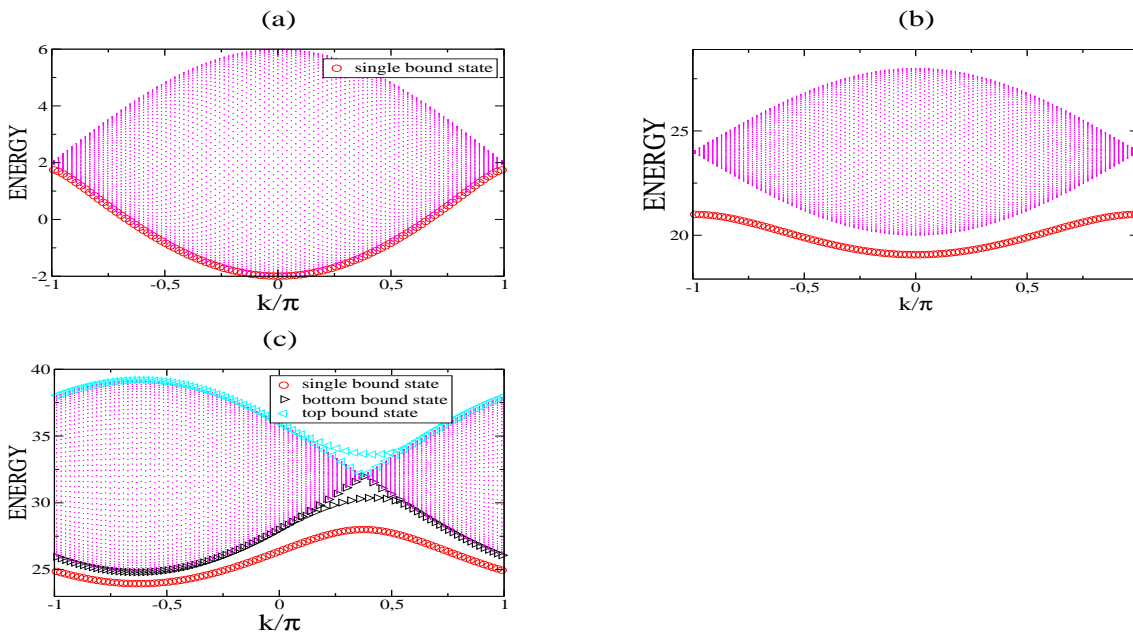 (a)
6
4
2
0
-2
ENERGY
single bound state
-1
-0,5
0
0,5
1
k/π
(b)
25
20
ENERGY
-1
-0,5
0
0,5
k/π
(c)
40
35
30
25
ENERGY
single bound state
bottom bound state
top bound state
-1
-0,5
0
0,5
1
k/π